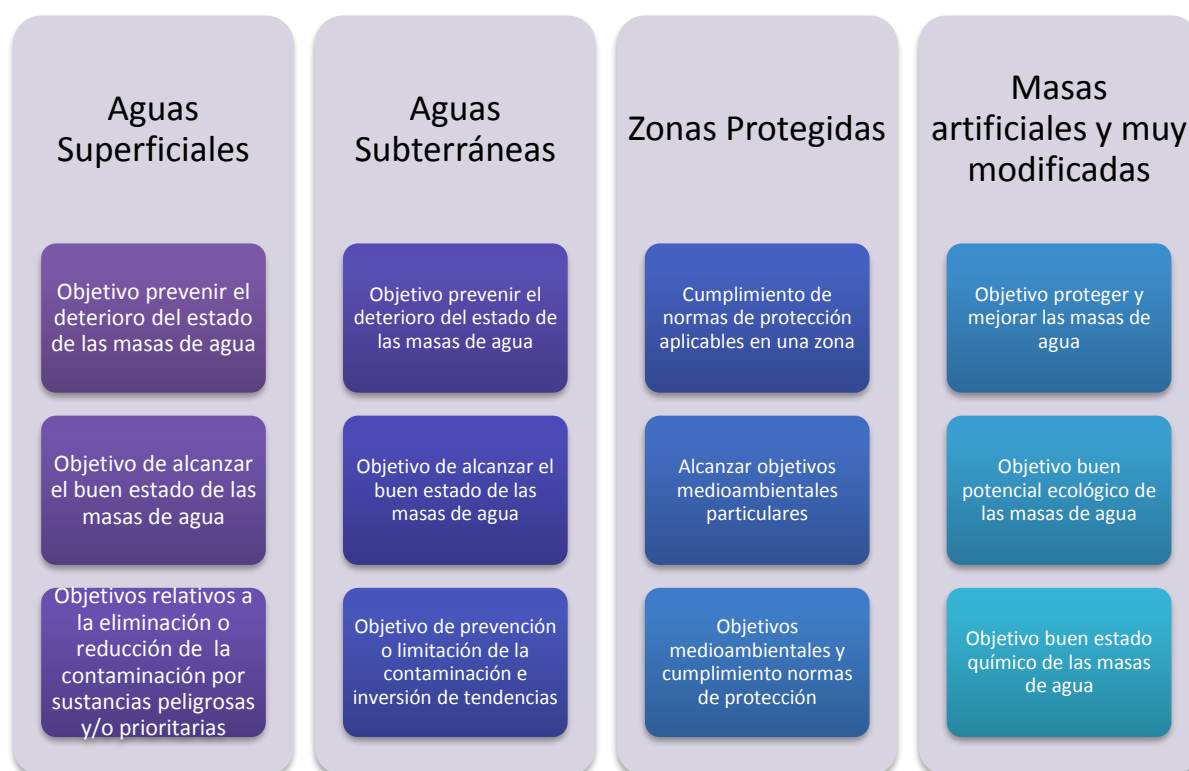 Aguas
Superficiales
Objetivo prevenir el
deterioro del estado
de las masas de agua
Objetivo de alcanzar
el buen estado de las
masas de agua
Objetivos relativos a
la eliminación o
reducción de la
contaminación por
sustancias peligrosas
y/o prioritarias
Aguas
Subterráneas
Objetivo prevenir el
deterioro del estado de
las masas de agua
Objetivo de alcanzar el
buen estado de las
masas de agua
Objetivo de prevención
o limitación de la
contaminación e
inversión de tendencias
Zonas Protegidas
Cumplimiento de
normas de protección
aplicables en una zona
Alcanzar objetivos
medioambientales
particulares
Objetivos
medioambientales y
cumplimiento normas
de protección
Masas
artificiales y muy
modificadas
Objetivo proteger y
mejorar las masas de
agua
Objetivo buen
potencial ecológico de
las masas de agua
Objetivo buen estado
químico de las masas
de agua